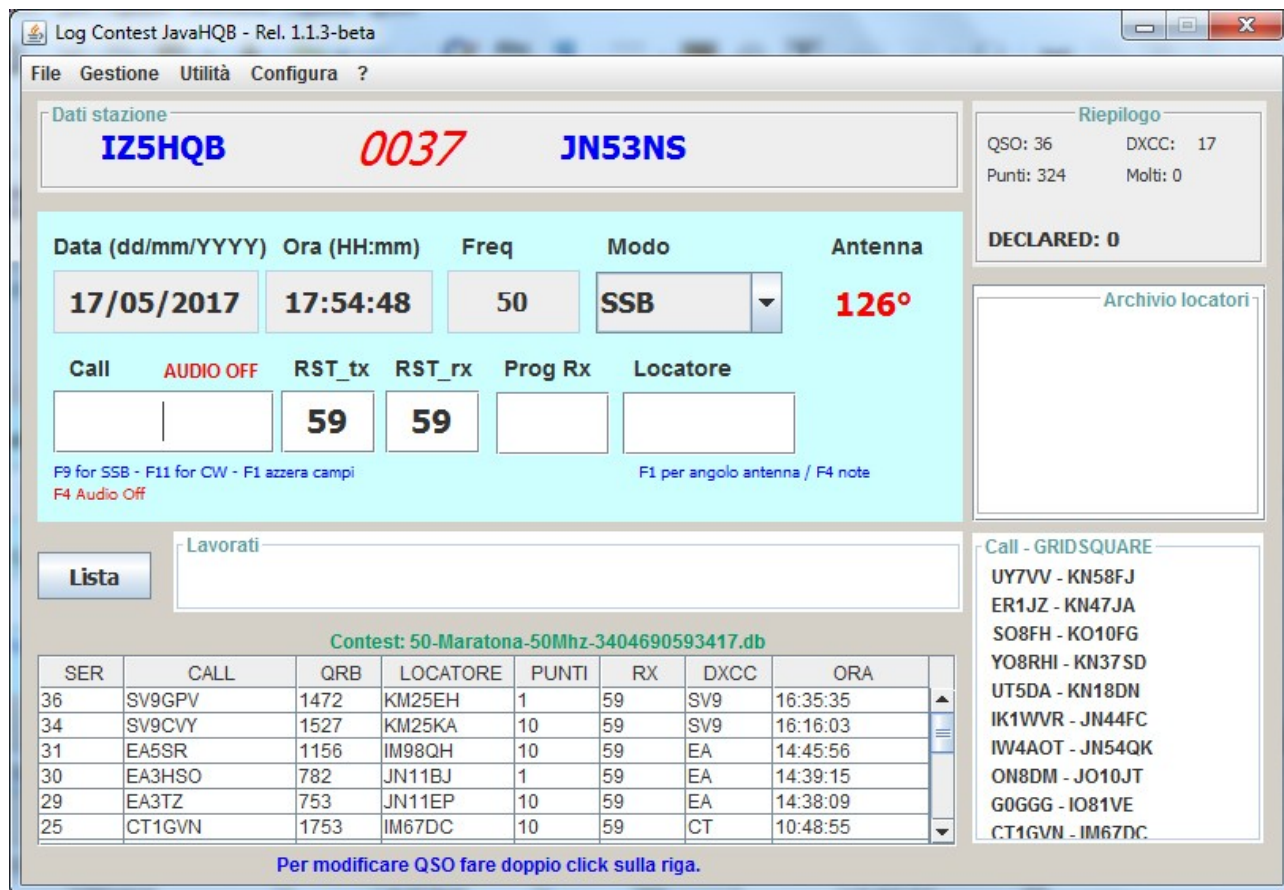 Log Contest JavaHQB - Rel. 1.1.3-beta
File Gestione Utilità Configura ?
Dati stazione
IZ5HQB 0037 JN53NS
Riepilogo
QSO: 36 DXCC: 17
Punti: 324 Molti: 0
DECLARED: 0
Data (dd/mm/YYYY) Ora (HH:mm) Freq Modo Antenna
17/05/2017 17:54:48 50 SSB 126°
Call AUDIO OFF RST_tx RST_rx Prog Rx Locatore
59 59
F9 for SSB - F11 for CW - F1 azzera campi F1 per angolo antenna / F4 note
F4 Audio Off
Archivio locatori
Lista
Lavorati
Call - GRIDSQUARE
UY7VV - KN58FJ
ER1JZ - KN47JA
SO8FH - KO10FG
YO8RHI - KN37SD
UT5DA - KN18DN
IK1WVR - JN44FC
IW4AOT - JN54QK
ON8DM - JO10JT
G0GGG - IO81VE
CT1GVN - IM67DC
Contest: 50-Maratona-50Mhz-3404690593417.db
SER CALL QRB LOCATORE PUNTI RX DXCC ORA
36 SV9GPV 1472 KM25EH 1 59 SV9 16:35:35
34 SV9CVY 1527 KM25KA 10 59 SV9 16:16:03
31 EA5SR 1156 IM98QH 10 59 EA 14:45:56
30 EA3HSO 782 JN11BJ 1 59 EA 14:39:15
29 EA3TZ 753 JN11EP 10 59 EA 14:38:09
25 CT1GVN 1753 IM67DC 10 59 CT 10:48:55
Per modificare QSO fare doppio click sulla riga.